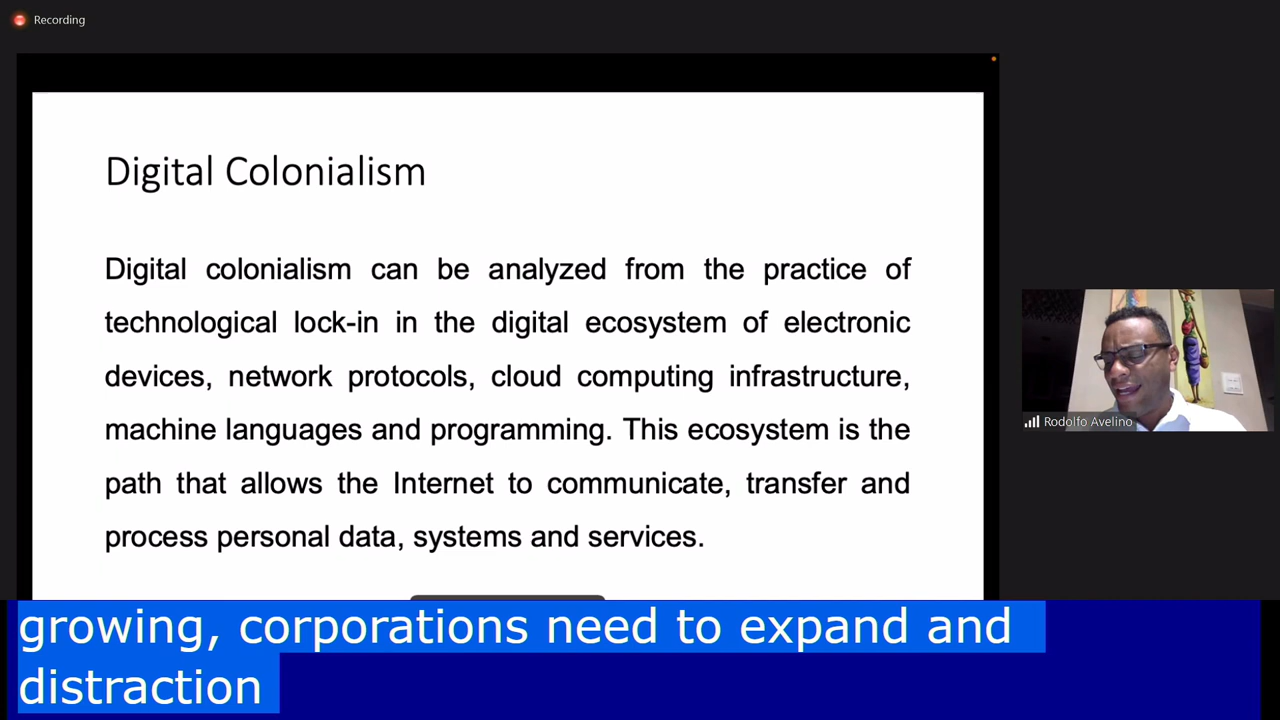 Recording
Digital Colonialism
Digital colonialism can be analyzed from the practice of
technological lock-in in the digital ecosystem of electronic
devices, network protocols, cloud computing infrastructure,
machine languages and programming. This ecosystem is the
path that allows the Internet to communicate, transfer and
process personal data, systems and services.
Rodolfo Avelino
growing, corporations need to expand and
distraction